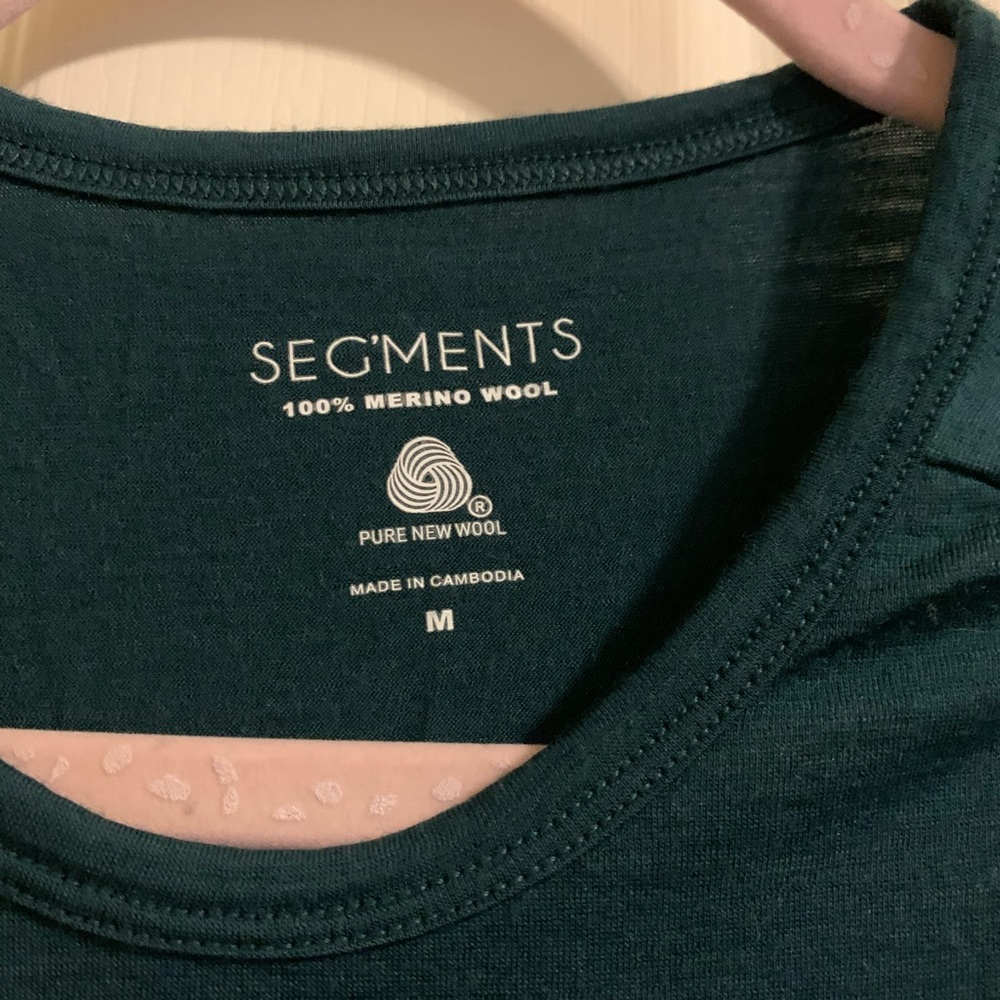 SEG'MENTS
100% MERINO WOOL
®
PURE NEW WOOL
MADE IN CAMBODIA
M